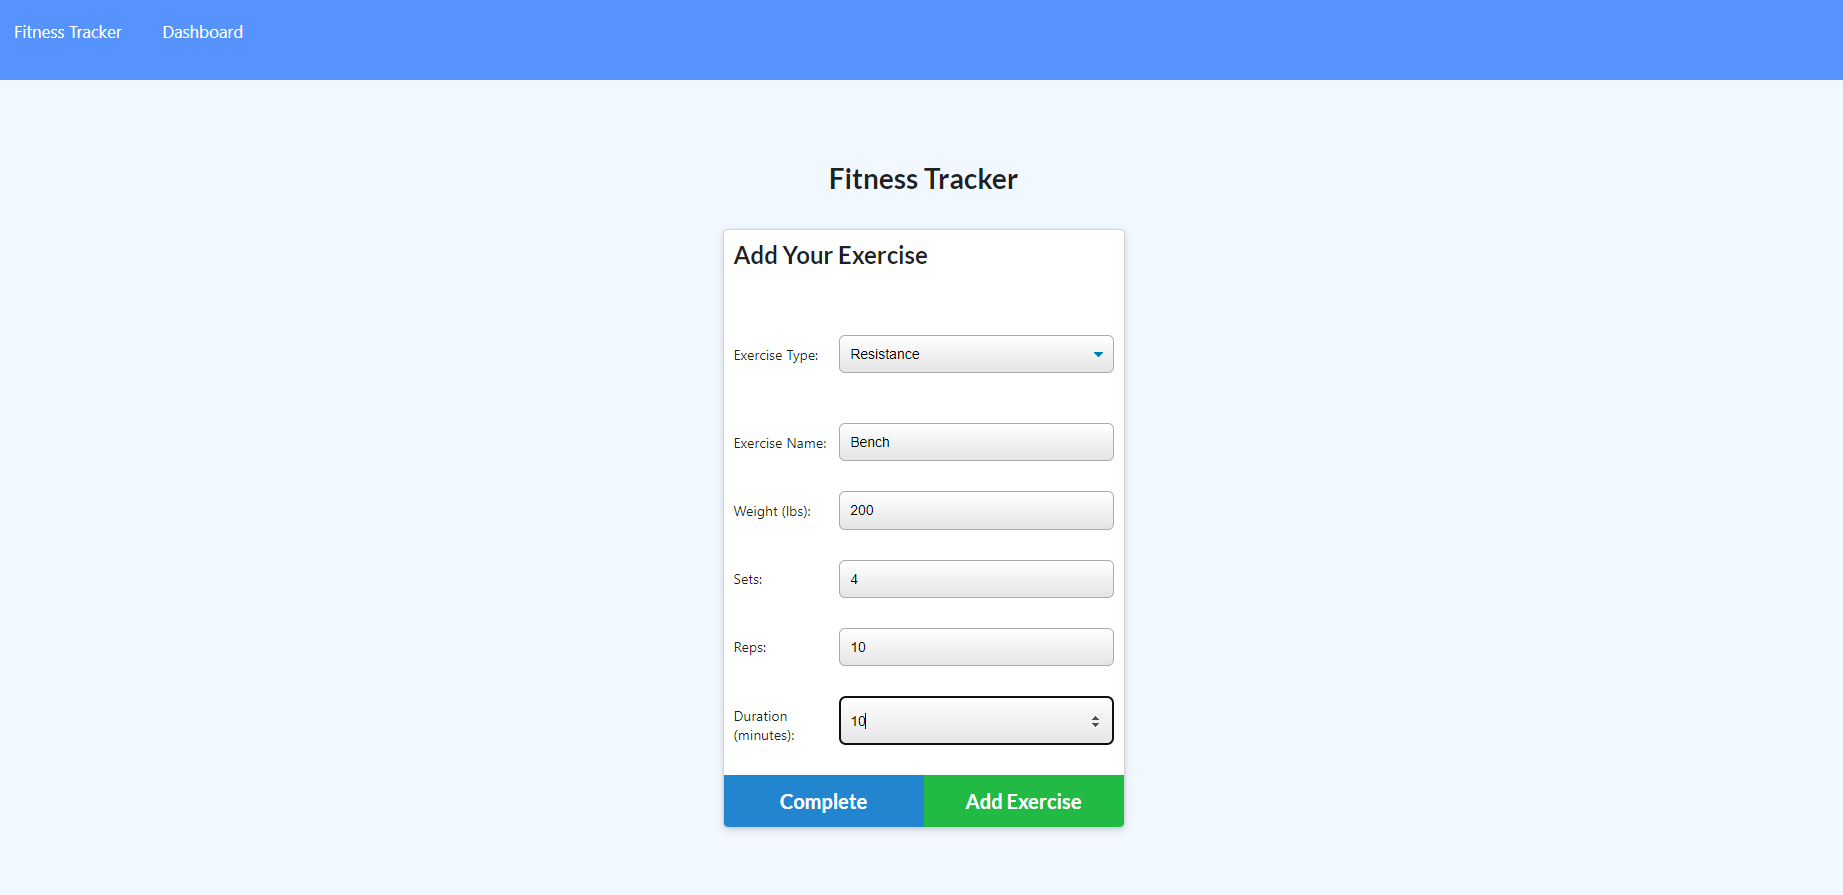 Fitness Tracker Dashboard
Fitness Tracker
Add Your Exercise
Exercise Type: Resistance
Exercise Name: Bench
Weight (lbs): 200
Sets: 4
Reps: 10
Duration
(minutes): 10
Complete Add Exercise